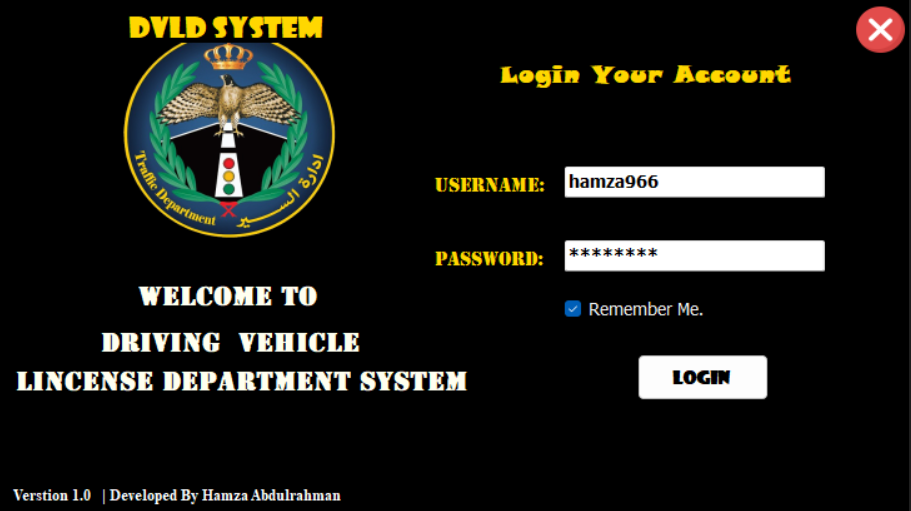 DVLD SYSTEM
Traffic Department
ادارة السير
WELCOME TO
DRIVING VEHICLE
LINCENSE DEPARTMENT SYSTEM
Login Your Account
USERNAME: hamza966
PASSWORD: ********
Remember Me.
LOGIN
Verstion 1.0 | Developed By Hamza Abdulrahman